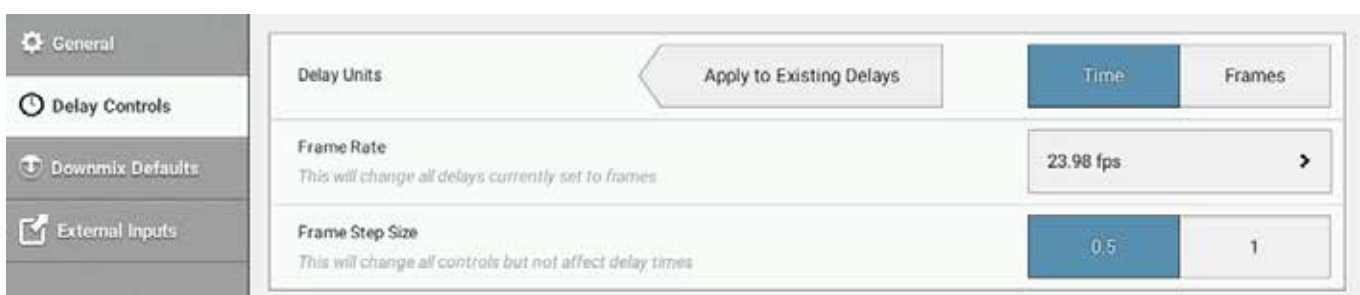 General
Delay Controls
Downmix Defaults
External Inputs
Delay Units
Apply to Existing Delays
Time
Frames
Frame Rate
This will change all delays currently set to frames
23.98 fps
Frame Step Size
This will change all controls but not affect delay times
0.5
1